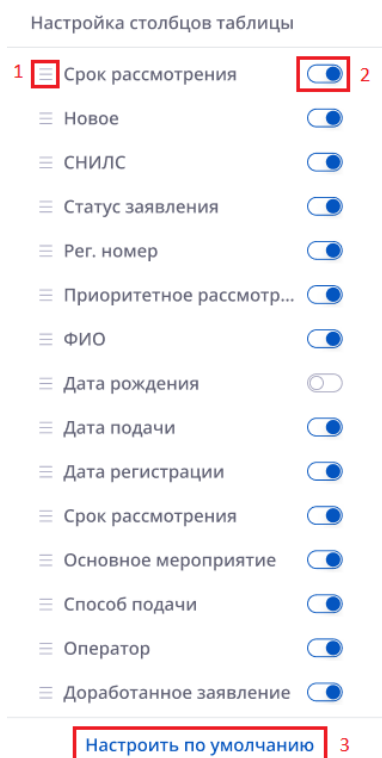 Настройка столбцов таблицы
1 Срок рассмотрения 2
Новое
СНИЛС
Статус заявления
Рег. номер
Приоритетное рассмотр...
ФИО
Дата рождения
Дата подачи
Дата регистрации
Срок рассмотрения
Основное мероприятие
Способ подачи
Оператор
Доработанное заявление
Настроить по умолчанию 3